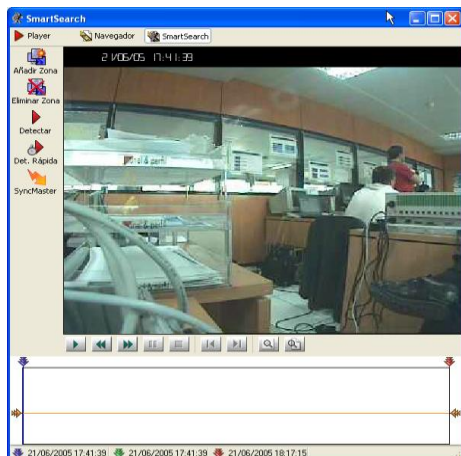 SmartSearch
Player
Navegador
SmartSearch
21/06/05 17:41:39
Añadir Zona
Eliminar Zona
Detectar
Det. Rápida
SyncMaster
21/06/2005 17:41:39
21/06/2005 17:41:39
21/06/2005 18:17:15